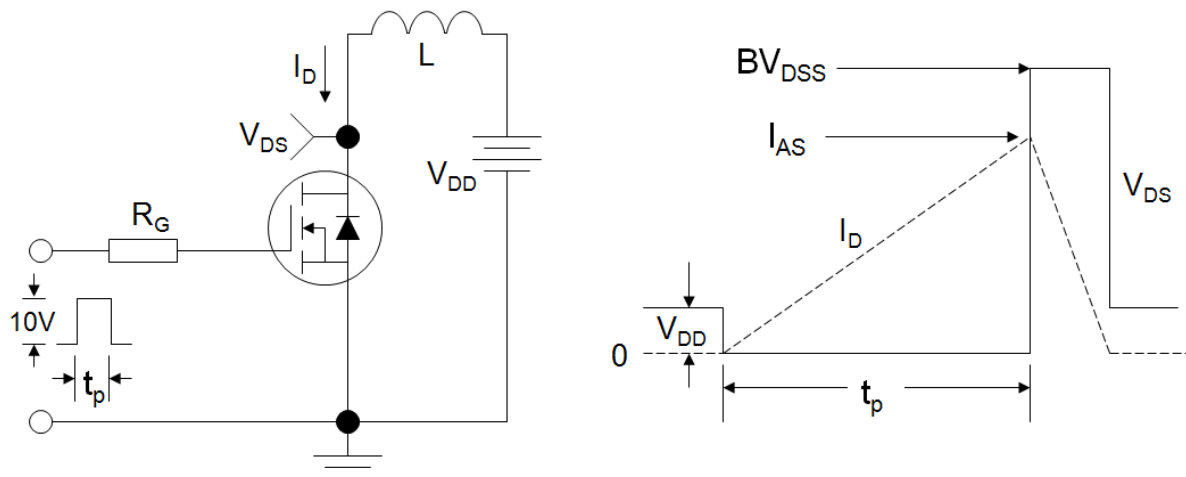 L
I_D
V_DS
V_DD
R_G
10V
t_p
BV_DSS
I_AS
V_DS
I_D
V_DD
0
t_p